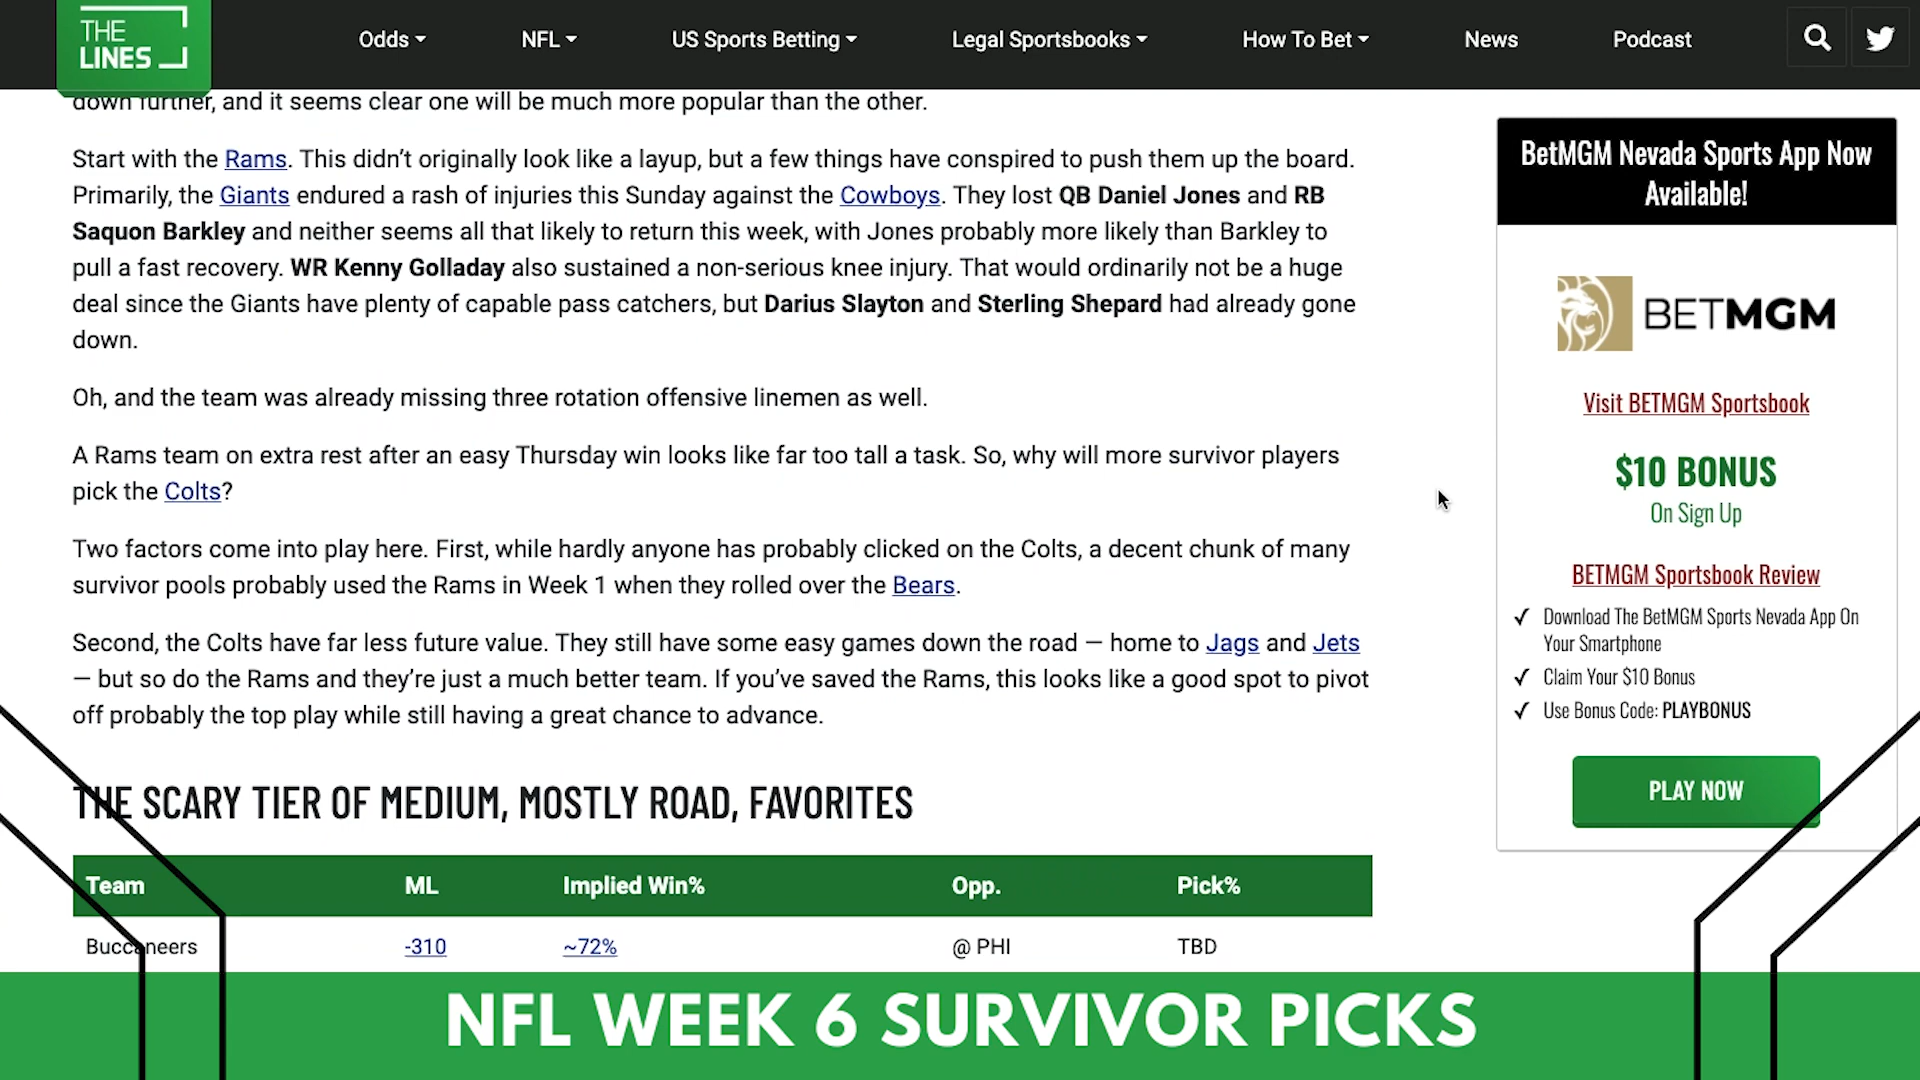 THE
LINES
Odds
NFL
US Sports Betting
Legal Sportsbooks
How To Bet
News
Podcast
down further, and it seems clear one will be much more popular than the other.
Start with the Rams. This didn't originally look like a layup, but a few things have conspired to push them up the board.
Primarily, the Giants endured a rash of injuries this Sunday against the Cowboys. They lost QB Daniel Jones and RB
Saquon Barkley and neither seems all that likely to return this week, with Jones probably more likely than Barkley to
pull a fast recovery. WR Kenny Golladay also sustained a non-serious knee injury. That would ordinarily not be a huge
deal since the Giants have plenty of capable pass catchers, but Darius Slayton and Sterling Shepard had already gone
down.
Oh, and the team was already missing three rotation offensive linemen as well.
A Rams team on extra rest after an easy Thursday win looks like far too tall a task. So, why will more survivor players
pick the Colts?
Two factors come into play here. First, while hardly anyone has probably clicked on the Colts, a decent chunk of many
survivor pools probably used the Rams in Week 1 when they rolled over the Bears.
Second, the Colts have far less future value. They still have some easy games down the road — home to Jags and Jets
— but so do the Rams and they're just a much better team. If you've saved the Rams, this looks like a good spot to pivot
off probably the top play while still having a great chance to advance.
THE SCARY TIER OF MEDIUM, MOSTLY ROAD, FAVORITES
Team ML Implied Win% Opp. Pick%
Buccaneers -310 ~72% @ PHI TBD
BetMGM Nevada Sports App Now
Available!
BETMGM
Visit BETMGM Sportsbook
$10 BONUS
On Sign Up
BETMGM Sportsbook Review
✓ Download The BetMGM Sports Nevada App On
Your Smartphone
✓ Claim Your $10 Bonus
✓ Use Bonus Code: PLAYBONUS
PLAY NOW
NFL WEEK 6 SURVIVOR PICKS